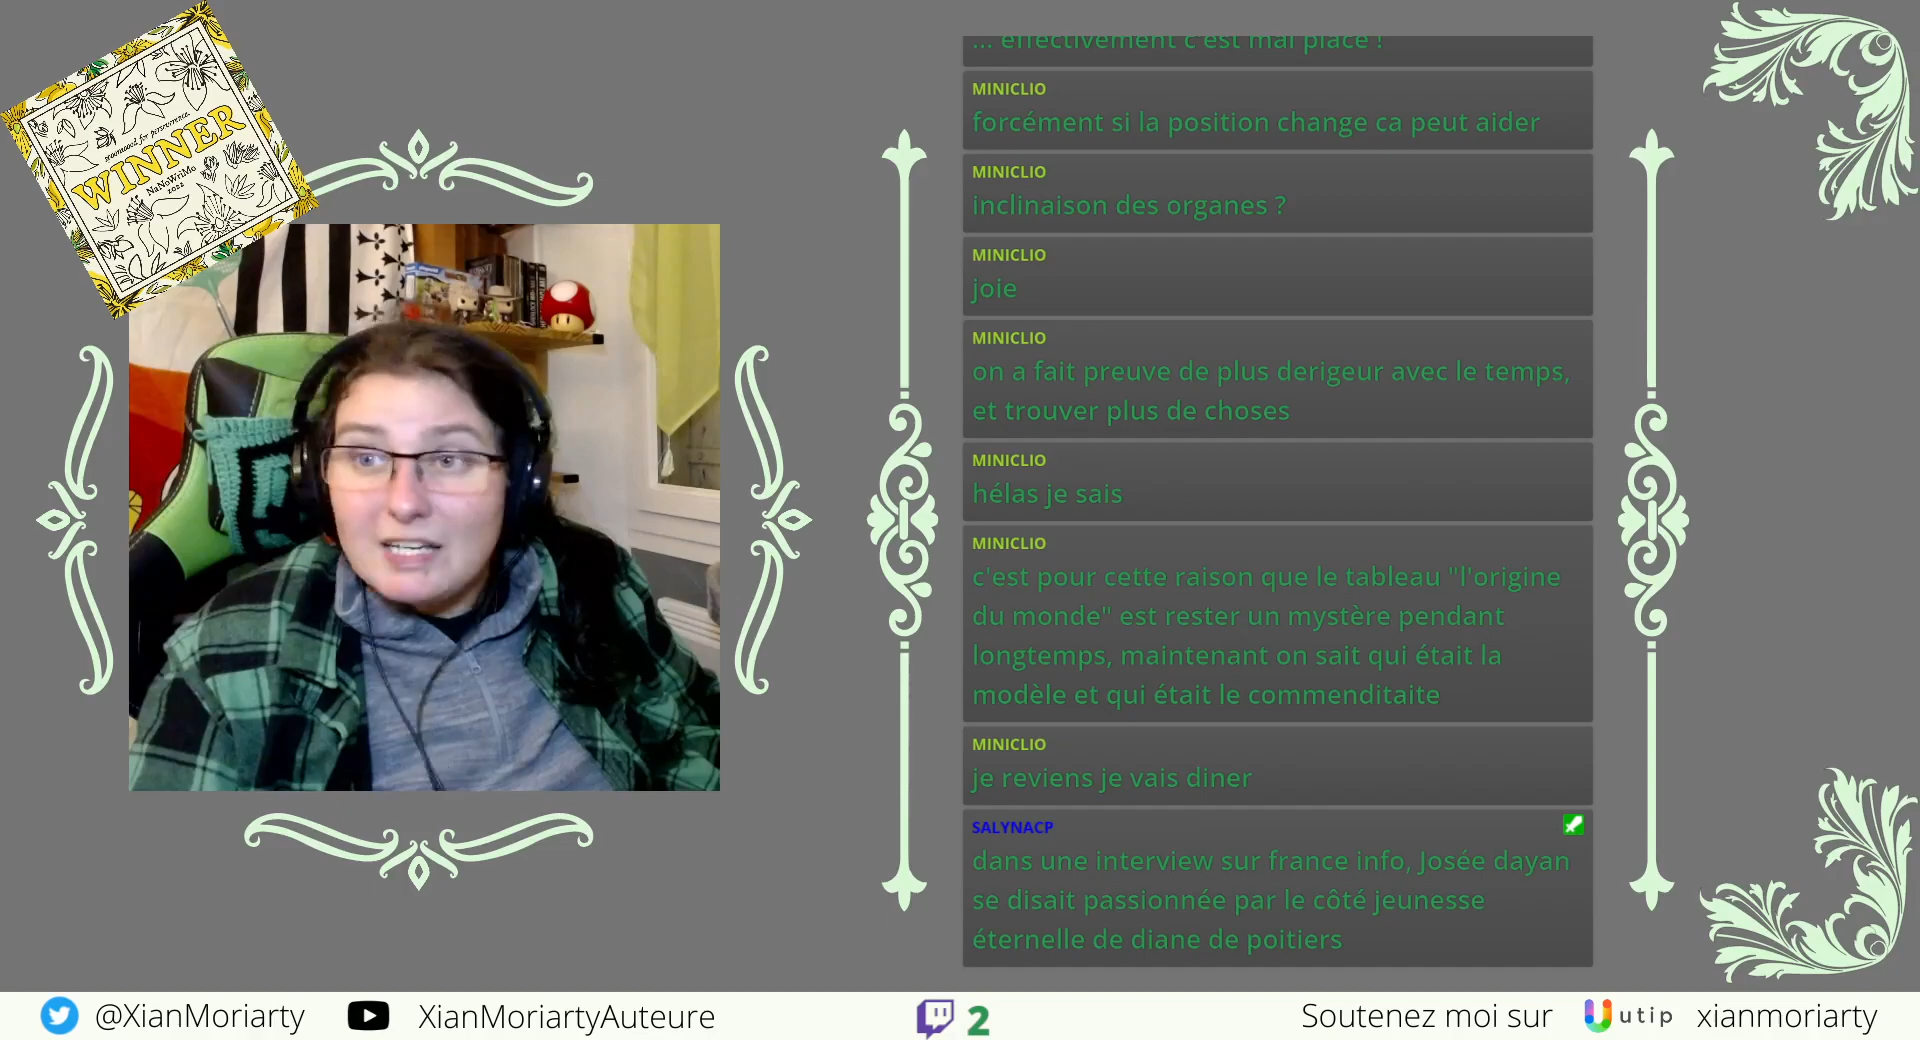 Recommend for perseverance.
WINNER
NaNoWriMo
2022
... effectivement c'est mal placé !
MINICLIO
forcément si la position change ca peut aider
MINICLIO
inclinaison des organes ?
MINICLIO
joie
MINICLIO
on a fait preuve de plus derigeur avec le temps,
et trouver plus de choses
MINICLIO
hélas je sais
MINICLIO
c'est pour cette raison que le tableau "l'origine
du monde" est rester un mystère pendant
longtemps, maintenant on sait qui était la
modèle et qui était le commenditaite
MINICLIO
je reviens je vais diner
SALYNACP
dans une interview sur france info, Josée dayan
se disait passionnée par le côté jeunesse
éternelle de diane de poitiers
@XianMoriarty
XianMoriartyAuteure
2
Soutenez moi sur
utip
xianmoriarty